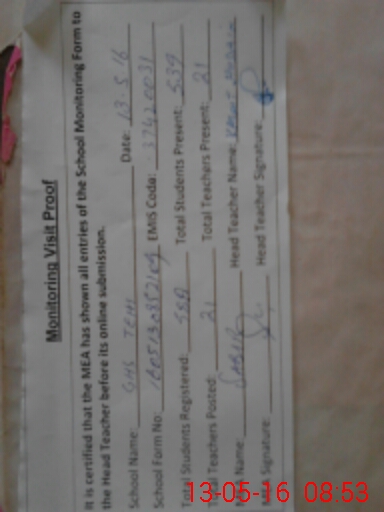 Monitoring Visit Proof
It is certified that the MEA has shown all entries of the School Monitoring Form to
the Head Teacher before its online submission.
School Name: GHS Date: 13-5-16
School Form No: EMIS Code: 37420031
Total Students Registered: Total Students Present: 539
Total Teachers Posted: 21 Total Teachers Present: 21
Name: Head Teacher Name:
MEA Signature: Head Teacher Signature:
13-05-16 08:53